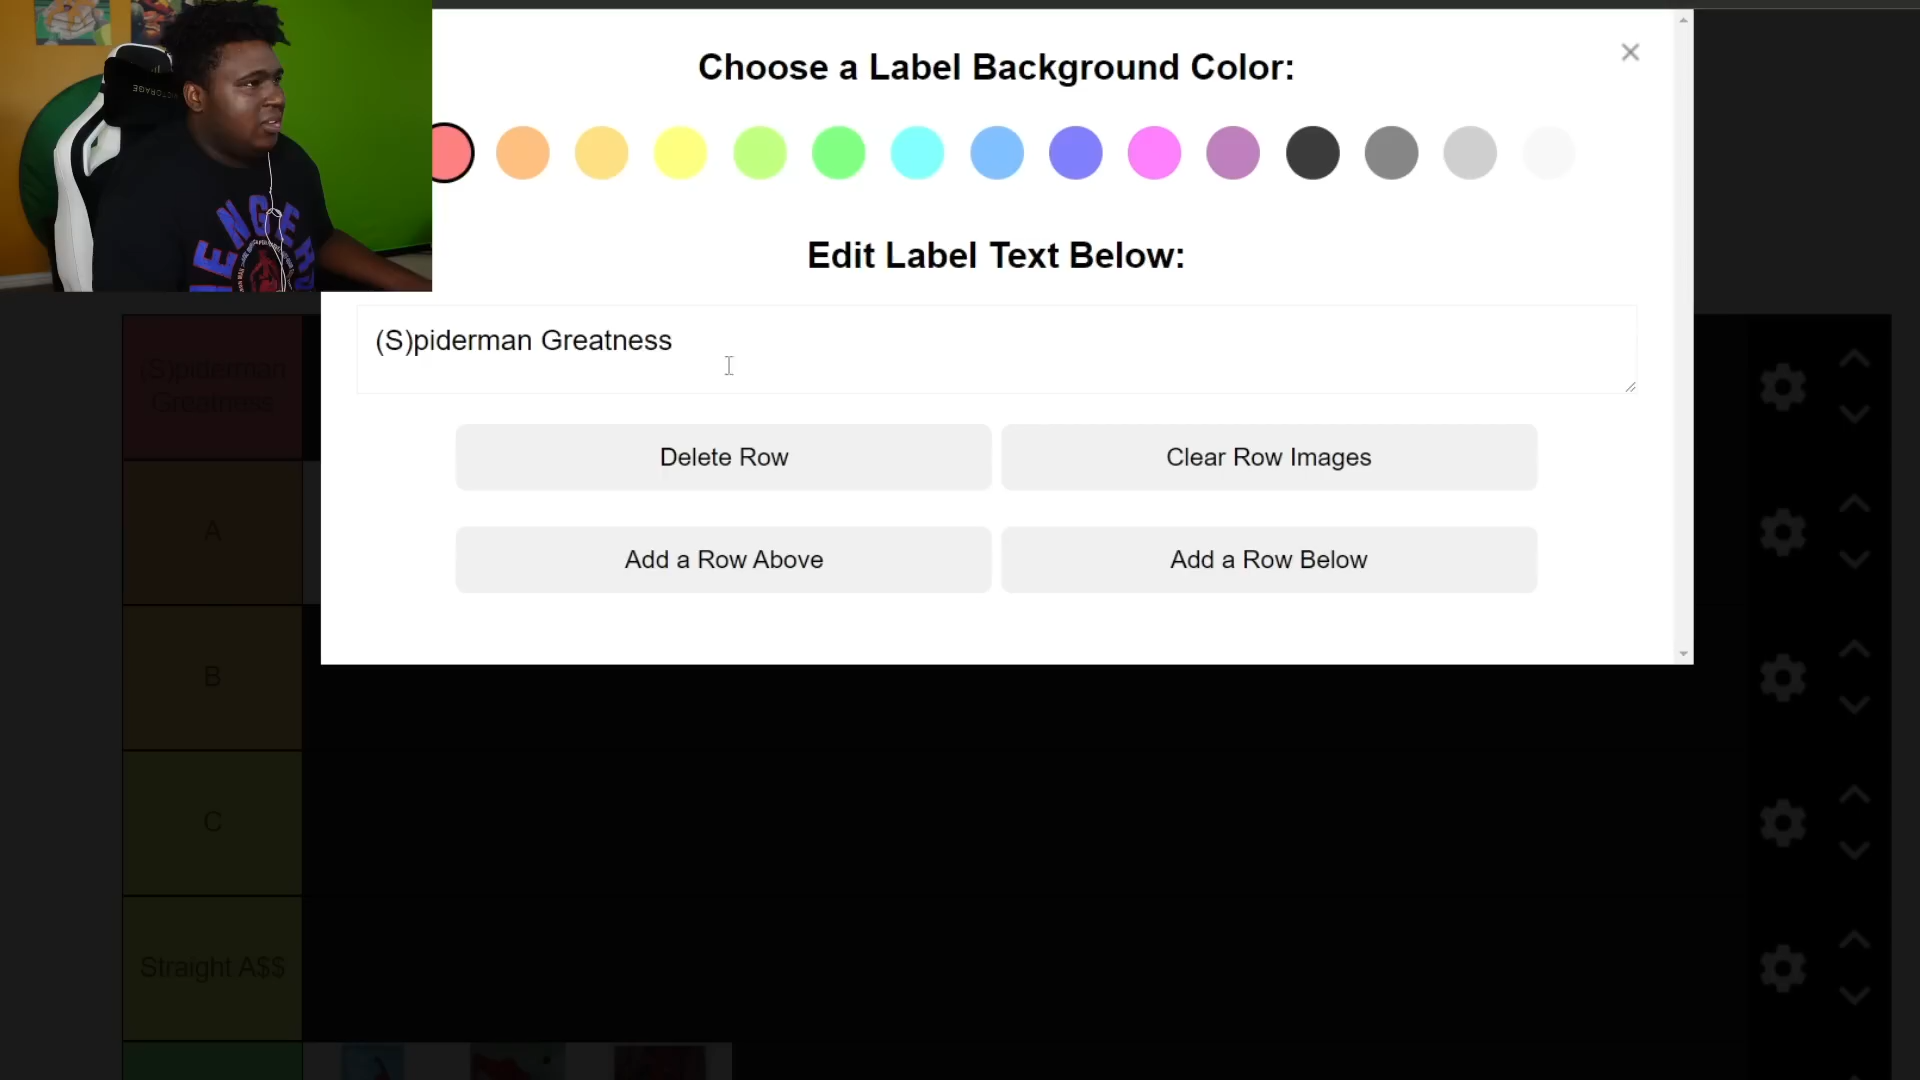 Choose a Label Background Color:
Edit Label Text Below:
(S)piderman Greatness
Delete Row
Clear Row Images
Add a Row Above
Add a Row Below
(S)piderman
Greatness
A
B
C
Straight A$$